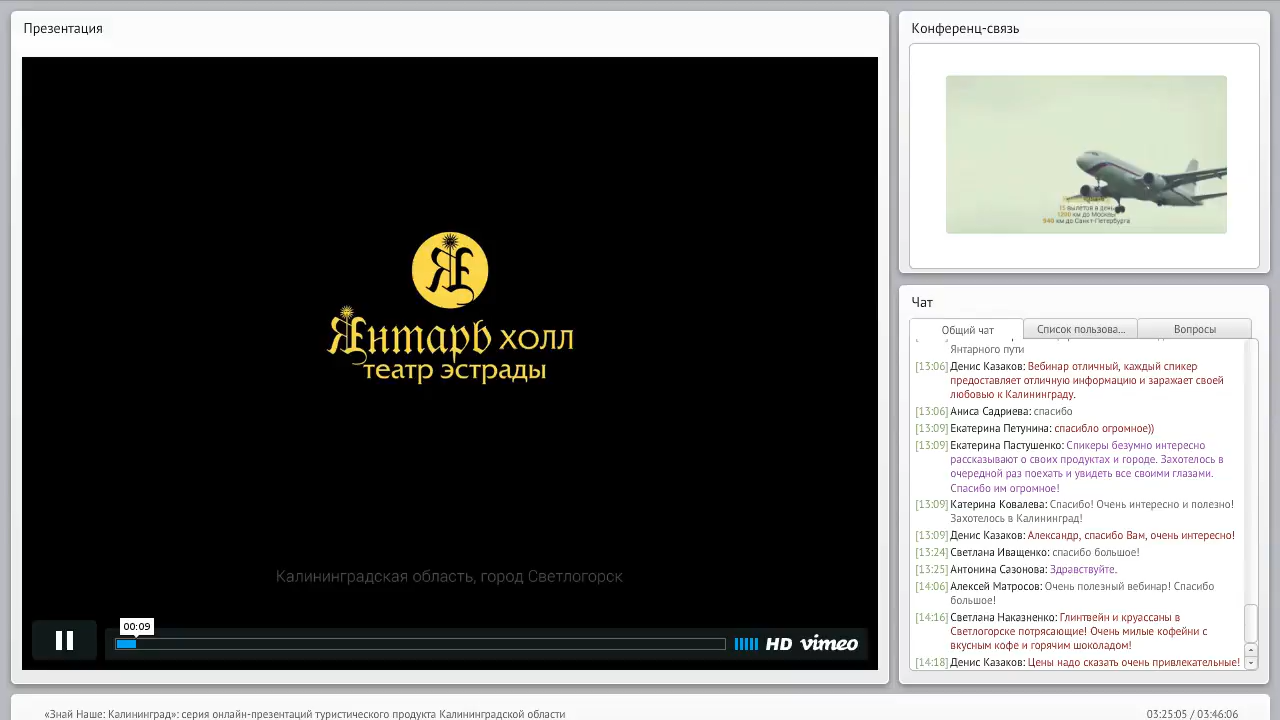 Презентация
Янтарь холл
театр эстрады
Калининградская область, город Светлогорск
00:09
HD vimeo
Конференц-связь
15 вылетов в день
1200 км до Москвы
940 км до Санкт-Петербурга
Чат
Общий чат
Список пользова...
Вопросы
Янтарного пути
[13:06] Денис Казаков: Вебинар отличный, каждый спикер
предоставляет отличную информацию и заражает своей
любовью к Калининграду.
[13:06] Аниса Садриева: спасибо
[13:09] Екатерина Петунина: спасибло огромное))
[13:09] Екатерина Пастушенко: Спикеры безумно интересно
рассказывают о своих продуктах и городе. Захотелось в
очередной раз поехать и увидеть все своими глазами.
Спасибо им огромное!
[13:09] Катерина Ковалева: Спасибо! Очень интересно и полезно!
Захотелось в Калининград!
[13:09] Денис Казаков: Александр, спасибо Вам, очень интересно!
[13:24] Светлана Иващенко: спасибо большое!
[13:25] Антонина Сазонова: Здравствуйте.
[14:06] Алексей Матросов: Очень полезный вебинар! Спасибо
большое!
[14:16] Светлана Наказненко: Глинтвейн и круассаны в
Светлогорске потрясающие! Очень милые кофейни с
вкусным кофе и горячим шоколадом!
[14:18] Денис Казаков: Цены надо сказать очень привлекательные!
«Знай Наше: Калининград»: серия онлайн-презентаций туристического продукта Калининградской области
03:25:05 / 03:46:06